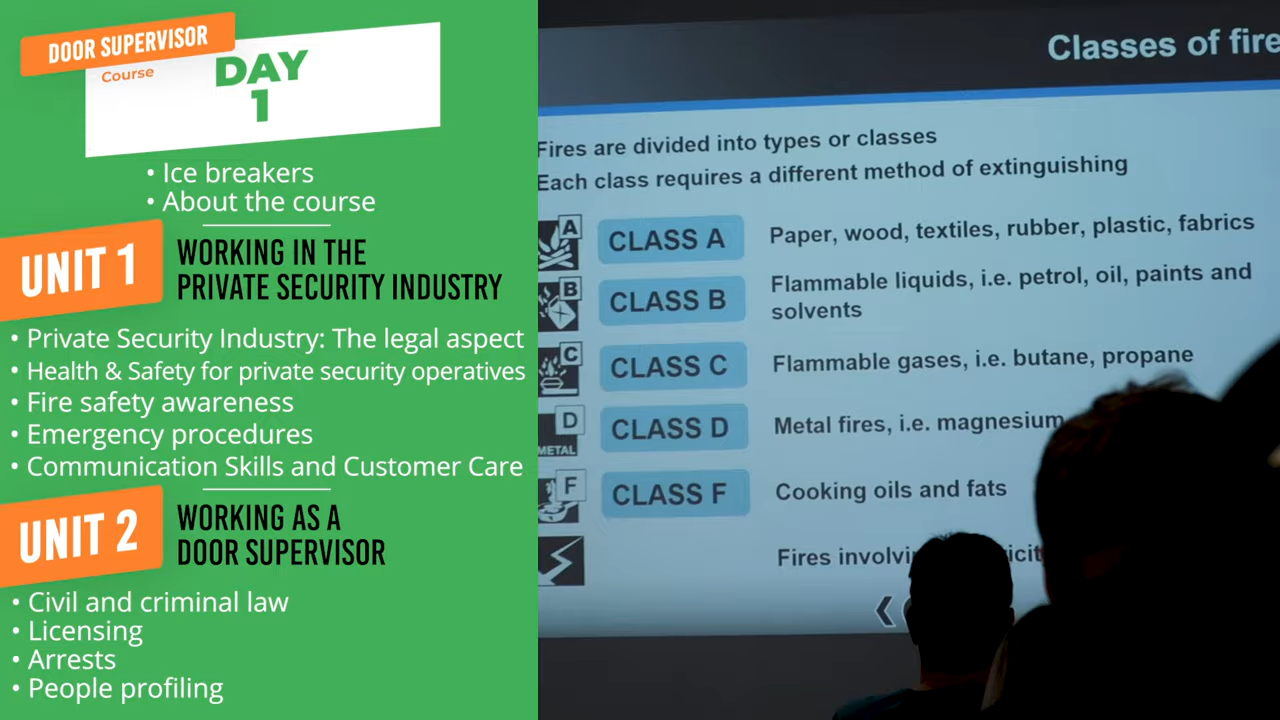 DOOR SUPERVISOR
Course
DAY
1
• Ice breakers
• About the course
UNIT 1
WORKING IN THE
PRIVATE SECURITY INDUSTRY
• Private Security Industry: The legal aspect
• Health & Safety for private security operatives
• Fire safety awareness
• Emergency procedures
• Communication Skills and Customer Care
UNIT 2
WORKING AS A
DOOR SUPERVISOR
• Civil and criminal law
• Licensing
• Arrests
• People profiling
Classes of fire
Fires are divided into types or classes
Each class requires a different method of extinguishing
A
CLASS A
Paper, wood, textiles, rubber, plastic, fabrics
B
CLASS B
Flammable liquids, i.e. petrol, oil, paints and
solvents
C
CLASS C
Flammable gases, i.e. butane, propane
D
METAL
CLASS D
Metal fires, i.e. magnesium
F
CLASS F
Cooking oils and fats
Fires